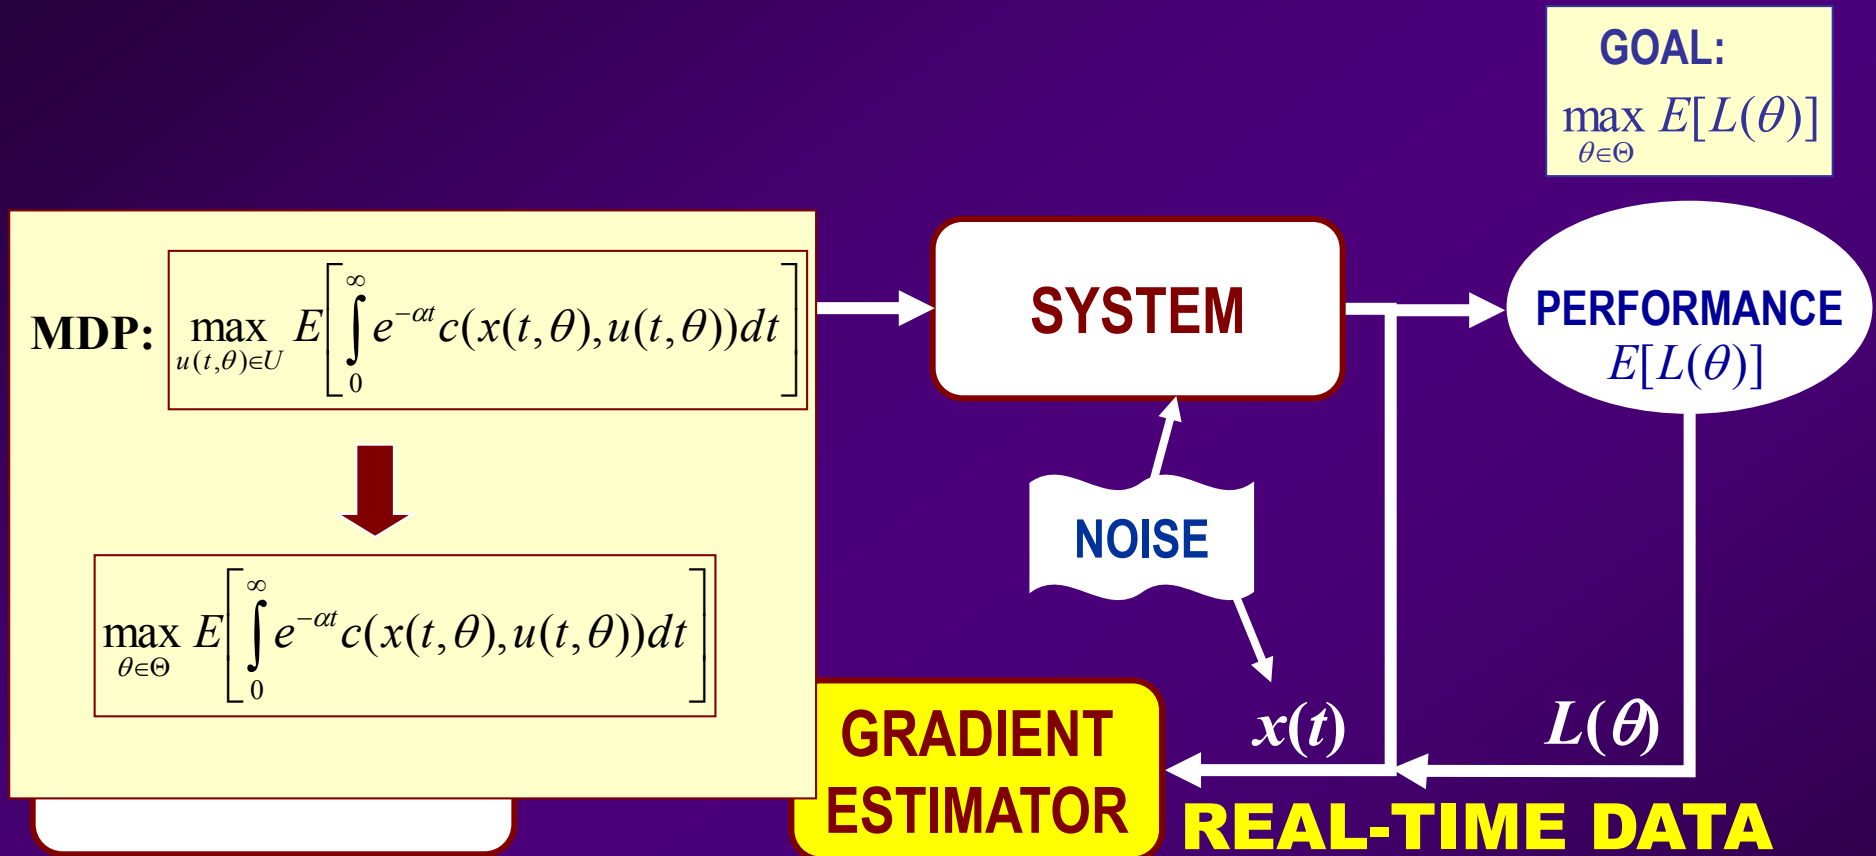 GOAL:
max E[L(θ)]
θ∈Θ
MDP: max E[∫ e^{-αt} c(x(t,θ),u(t,θ))dt]
u(t,θ)∈U 0 ∞
SYSTEM
PERFORMANCE
E[L(θ)]
NOISE
max E[∫ e^{-αt} c(x(t,θ),u(t,θ))dt]
θ∈Θ 0 ∞
x(t)
L(θ)
GRADIENT
ESTIMATOR
REAL-TIME DATA